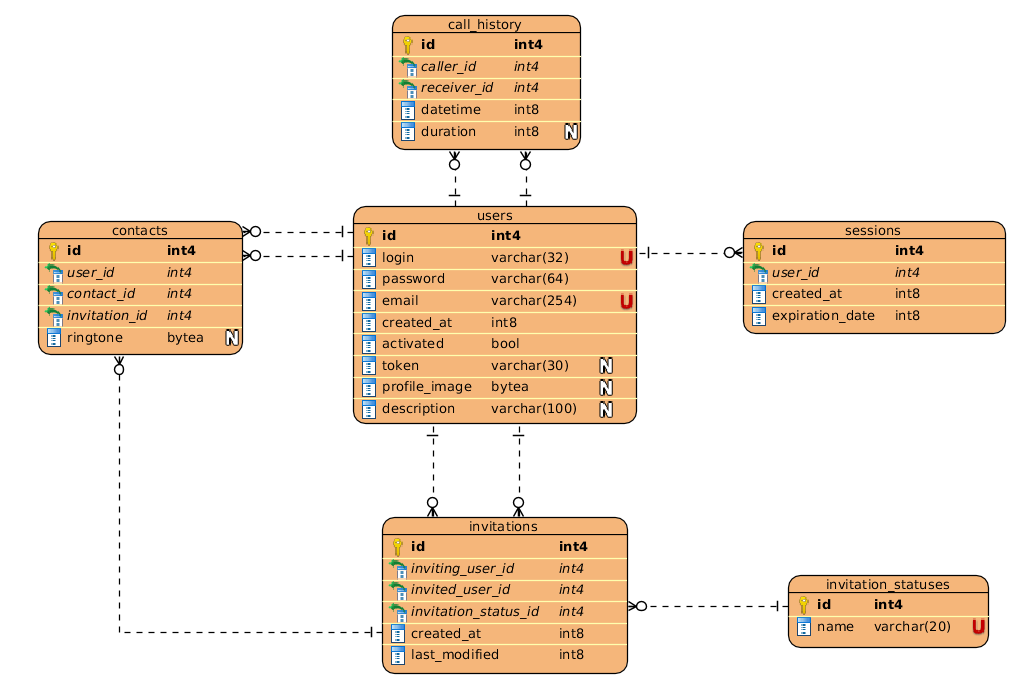 call_history
id int4
caller_id int4
receiver_id int4
datetime int8
duration int8 N
contacts
id int4
user_id int4
contact_id int4
invitation_id int4
ringtone bytea N
users
id int4
login varchar(32) U
password varchar(64)
email varchar(254) U
created_at int8
activated bool
token varchar(30) N
profile_image bytea N
description varchar(100) N
sessions
id int4
user_id int4
created_at int8
expiration_date int8
invitations
id int4
inviting_user_id int4
invited_user_id int4
invitation_status_id int4
created_at int8
last_modified int8
invitation_statuses
id int4
name varchar(20) U